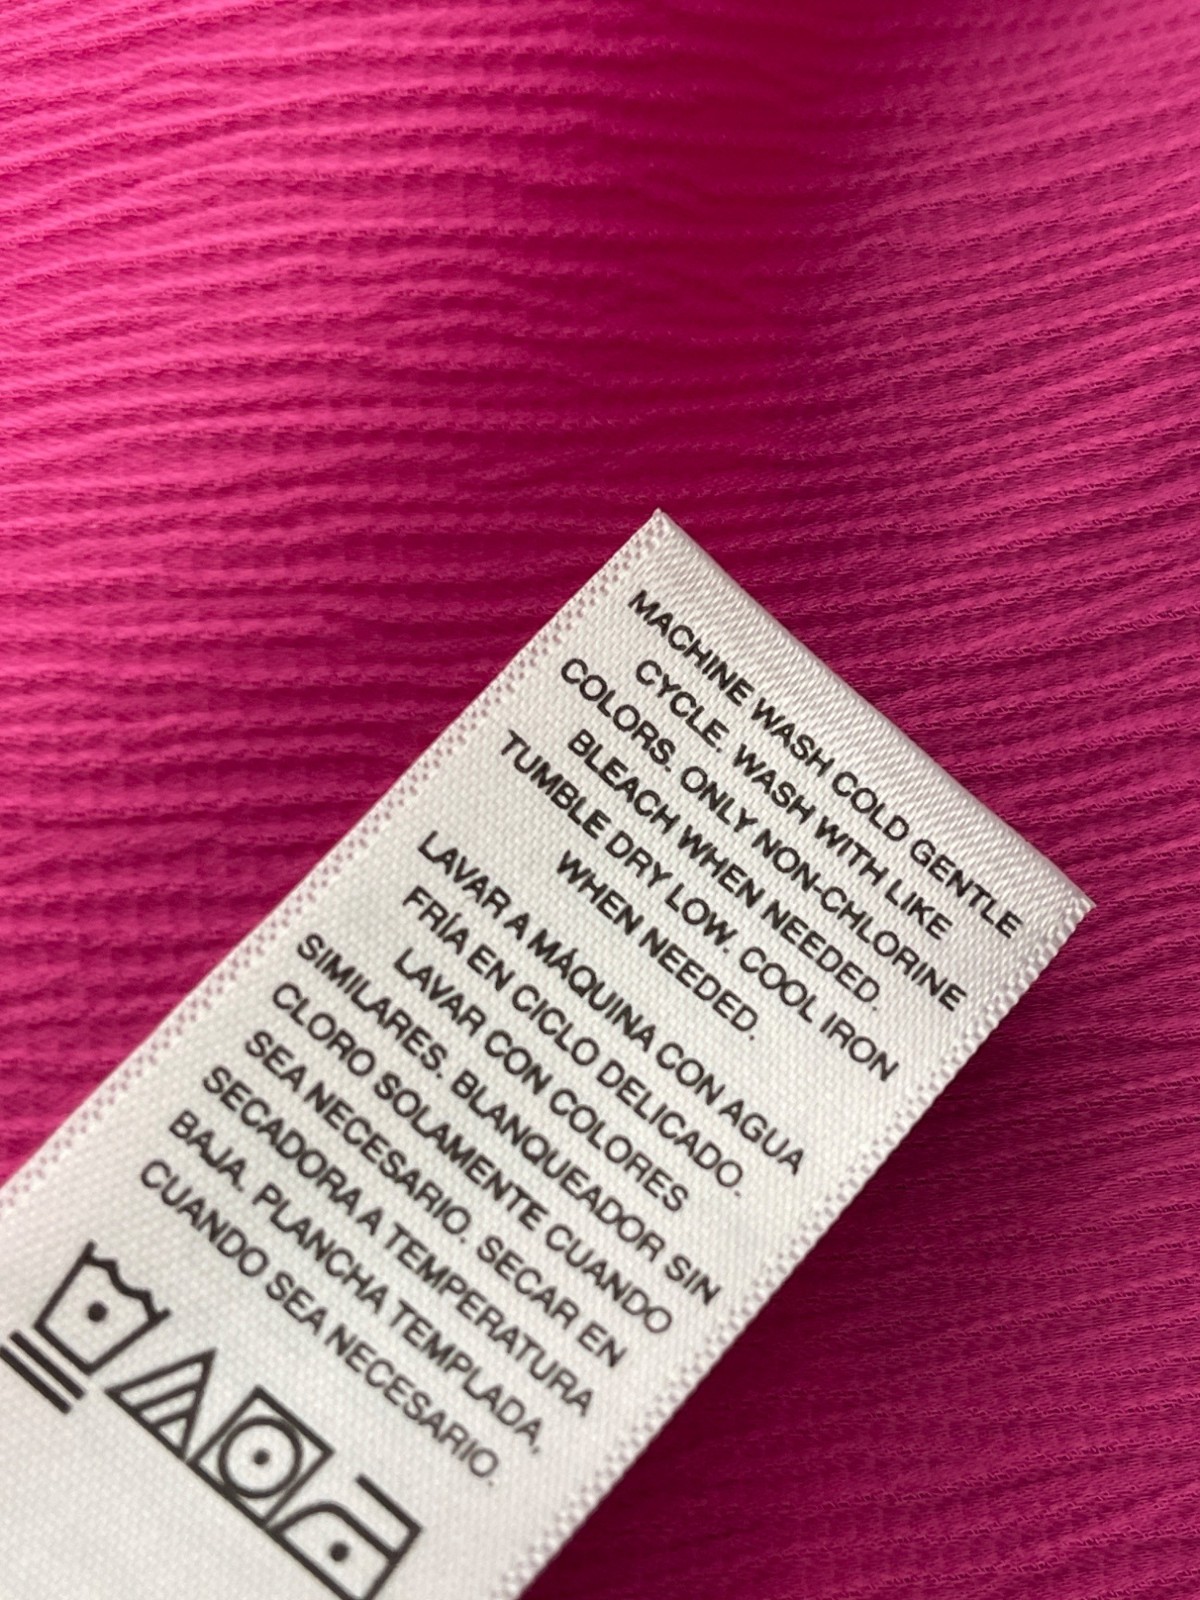 MACHINE WASH COLD GENTLE
CYCLE. WASH WITH LIKE
COLORS. ONLY NON-CHLORINE
BLEACH WHEN NEEDED.
TUMBLE DRY LOW. COOL IRON
WHEN NEEDED.
LAVAR A MÁQUINA CON AGUA
FRÍA EN CICLO DELICADO.
LAVAR CON COLORES
SIMILARES. BLANQUEADOR SIN
CLORO SOLAMENTE CUANDO
SEA NECESARIO. SECAR EN
SECADORA A TEMPERATURA
BAJA. PLANCHA TEMPLADA,
CUANDO SEA NECESARIO.